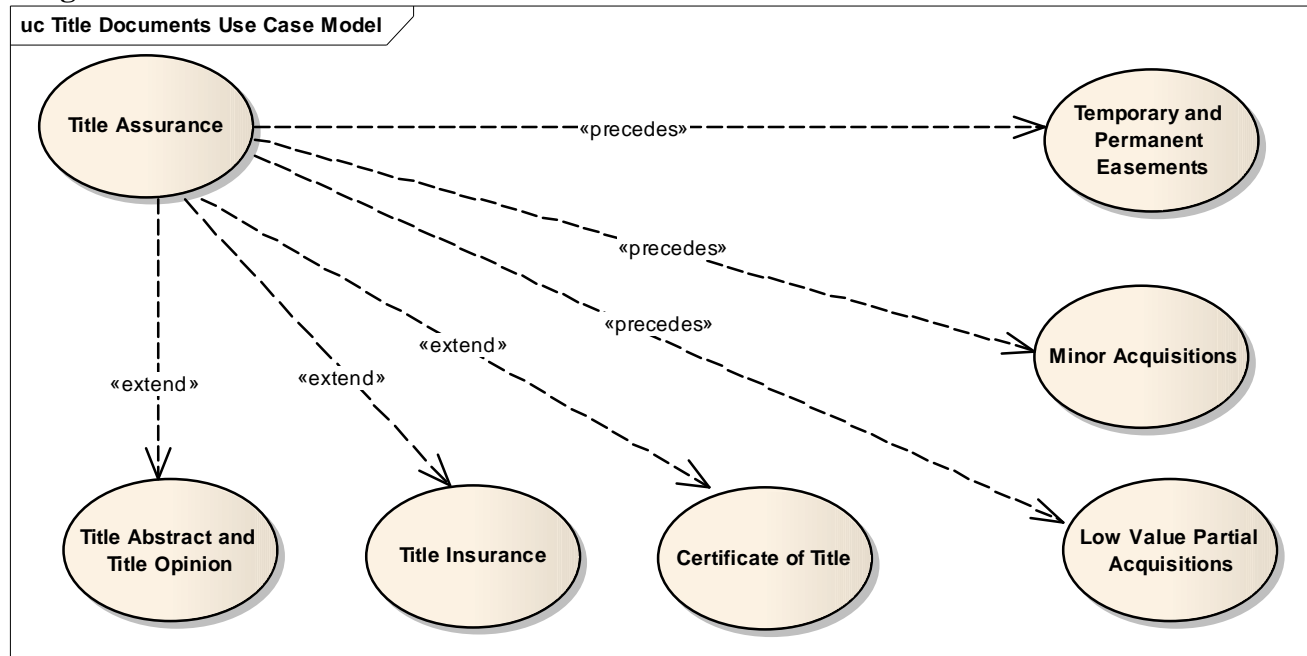 uc Title Documents Use Case Model
Title Assurance
«precedes»
Temporary and
Permanent
Easements
«precedes»
«precedes»
Minor Acquisitions
«extend»
«extend»
«extend»
Title Abstract and
Title Opinion
Title Insurance
Certificate of Title
Low Value Partial
Acquisitions